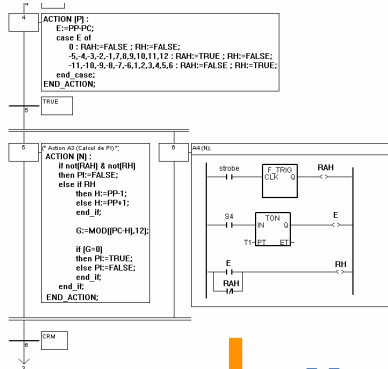 4
ACTION (P) :
E:=PP-PC;
case E of
0 : RAH:=FALSE ; RH:=FALSE;
-5,-4,-3,-2,-1,7,8,9,10,11,12 : RAH:=TRUE ; RH:=FALSE;
-11,-10,-9,-8,-7,-6,1,2,3,4,5,6 : RAH:=FALSE ; RH:=TRUE;
end_case;
END_ACTION;
TRUE
5
5
(* Action A3 (Calcul de PI) *)
ACTION (N) :
if not(RAH) & not(RH)
then PI:=FALSE;
else if RH
then H:=PP-1;
else H:=PP+1;
end_if;
G:=MOD((PC-H),12);
if (G=0)
then PI:=TRUE;
else PI:=FALSE;
end_if;
end_if;
END_ACTION;
6
A4 (N);
strobe
F_TRIG
CLK Q
RAH
S4
TON
IN Q
E
T1 PT ET
E
RH
RAH
CRM
6